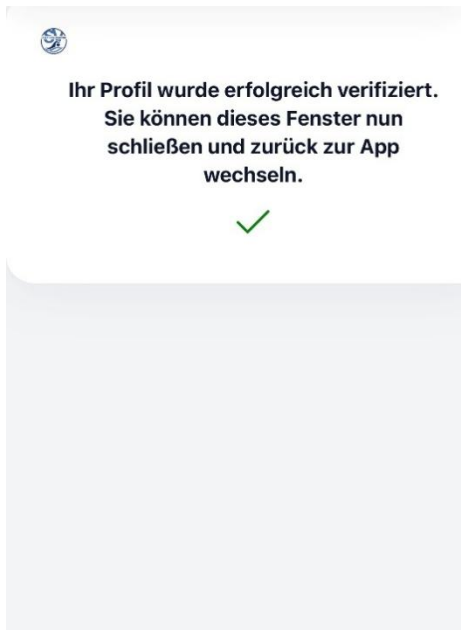 Ihr Profil wurde erfolgreich verifiziert.
Sie können dieses Fenster nun
schließen und zurück zur App
wechseln.